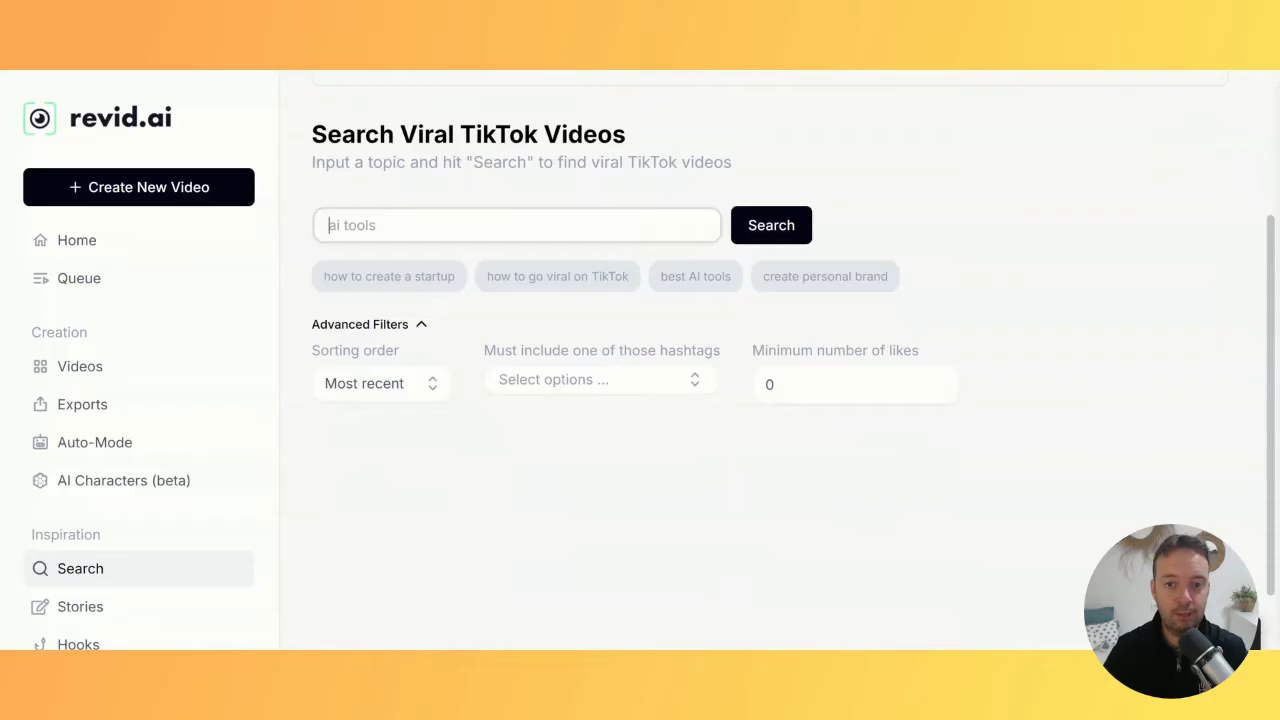 revid.ai
+ Create New Video
Home
Queue
Creation
Videos
Exports
Auto-Mode
AI Characters (beta)
Inspiration
Search
Stories
Hooks
Search Viral TikTok Videos
Input a topic and hit "Search" to find viral TikTok videos
ai tools Search
how to create a startup how to go viral on TikTok best AI tools create personal brand
Advanced Filters
Sorting order Must include one of those hashtags Minimum number of likes
Most recent Select options ... 0